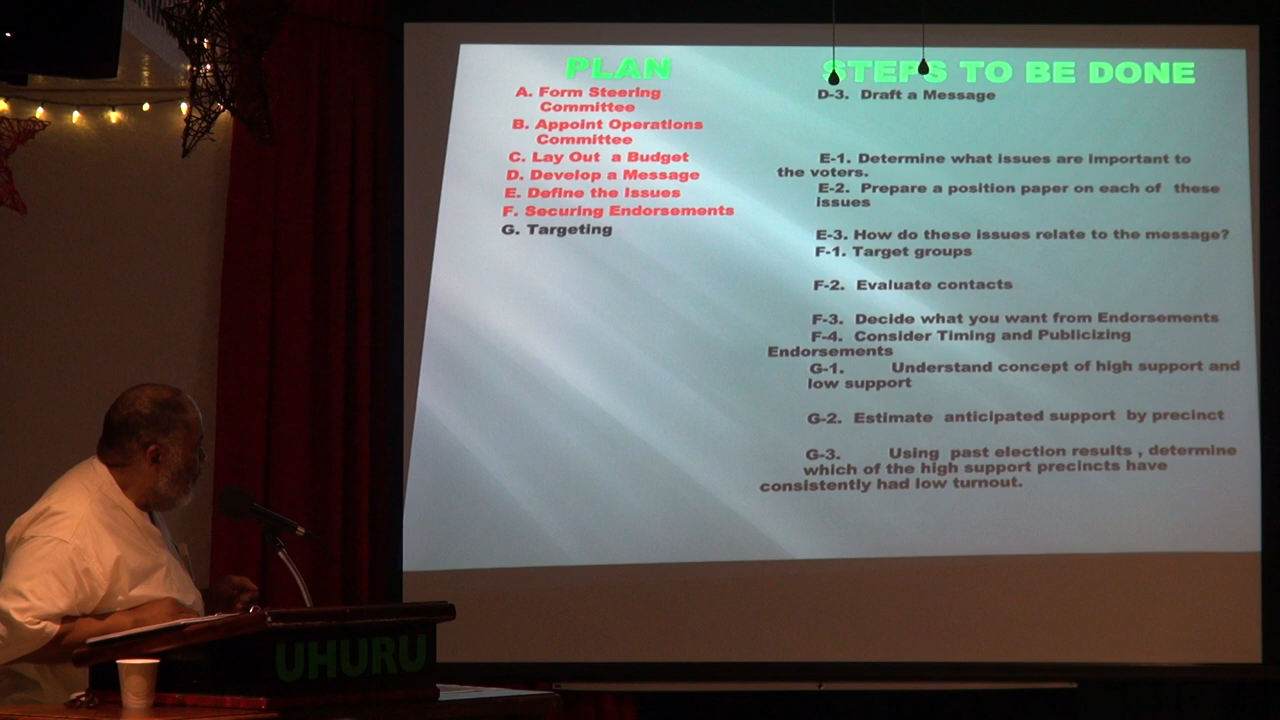 PLAN
A. Form Steering
Committee
B. Appoint Operations
Committee
C. Lay Out a Budget
D. Develop a Message
E. Define the Issues
F. Securing Endorsements
G. Targeting
STEPS TO BE DONE
D-3. Draft a Message
E-1. Determine what issues are important to
the voters.
E-2. Prepare a position paper on each of these
issues
E-3. How do these issues relate to the message?
F-1. Target groups
F-2. Evaluate contacts
F-3. Decide what you want from Endorsements
F-4. Consider Timing and Publicizing
Endorsements
G-1. Understand concept of high support and
low support
G-2. Estimate anticipated support by precinct
G-3. Using past election results , determine
which of the high support precincts have
consistently had low turnout.
UHURU